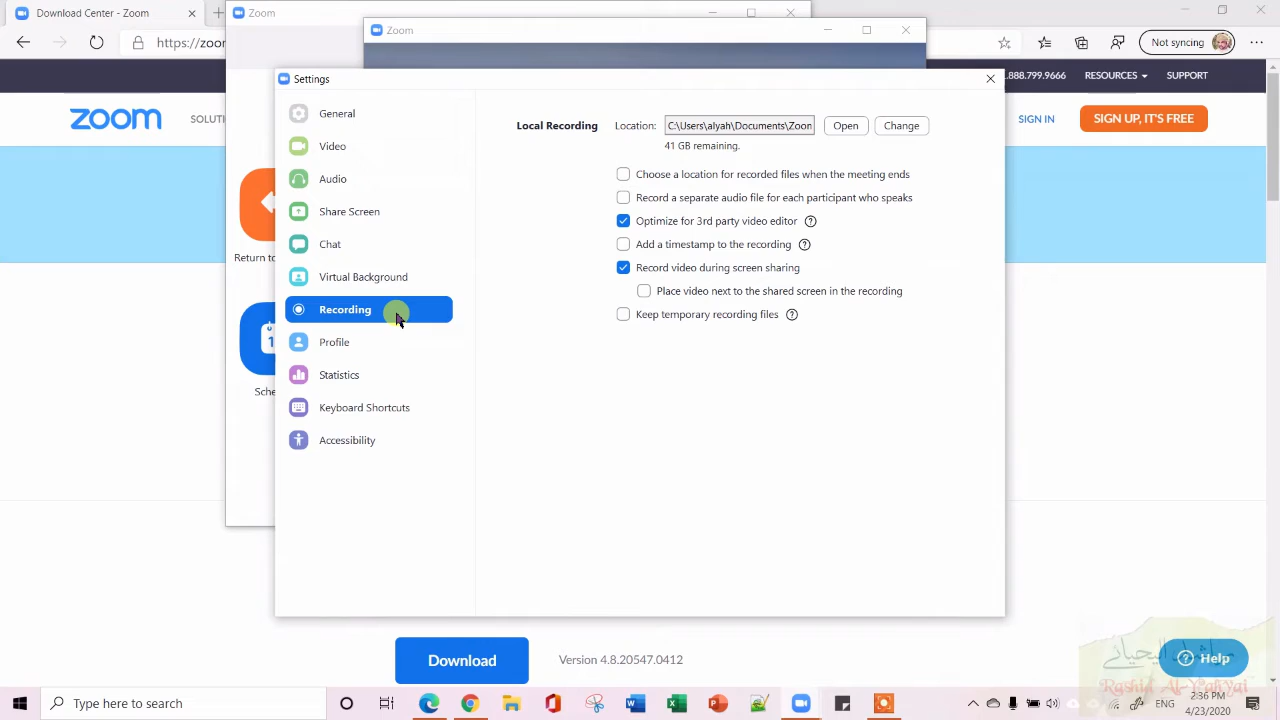 Download Center - Zoom
Zoom
Zoom
https://zoom
Not syncing
.888.799.9666
RESOURCES
SUPPORT
zoom
SOLUTI
SIGN IN
SIGN UP, IT'S FREE
Settings
General
Video
Audio
Share Screen
Chat
Virtual Background
Recording
Profile
Statistics
Keyboard Shortcuts
Accessibility
Local Recording
Location:
C:\Users\alyah\Documents\Zoom
Open
Change
41 GB remaining.
Choose a location for recorded files when the meeting ends
Record a separate audio file for each participant who speaks
Optimize for 3rd party video editor
Add a timestamp to the recording
Record video during screen sharing
Place video next to the shared screen in the recording
Keep temporary recording files
Return to
Sche
Download
Version 4.8.20547.0412
Help
Rashid Al-Yahyai
Type here to search
ENG
2:36 PM
4/23/2020